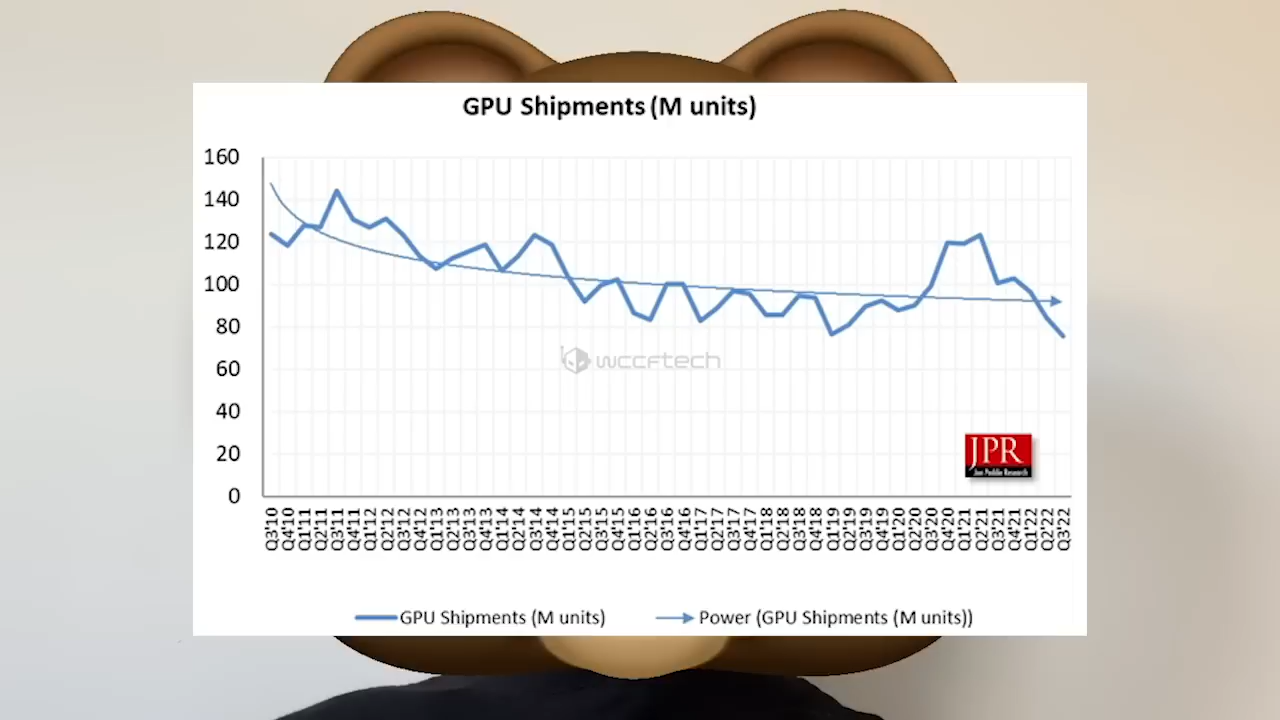 GPU Shipments (M units)
160
140
120
100
80
60
40
20
0
wccftech
JPR
Jon Peddie Research
Q3'10
Q4'10
Q1'11
Q2'11
Q3'11
Q4'11
Q1'12
Q2'12
Q3'12
Q4'12
Q1'13
Q2'13
Q3'13
Q4'13
Q1'14
Q2'14
Q3'14
Q4'14
Q1'15
Q2'15
Q3'15
Q4'15
Q1'16
Q2'16
Q3'16
Q4'16
Q1'17
Q2'17
Q3'17
Q4'17
Q1'18
Q2'18
Q3'18
Q4'18
Q1'19
Q2'19
Q3'19
Q4'19
Q1'20
Q2'20
Q3'20
Q4'20
Q1'21
Q2'21
Q3'21
Q4'21
Q1'22
Q2'22
Q3'22
GPU Shipments (M units)
Power (GPU Shipments (M units))